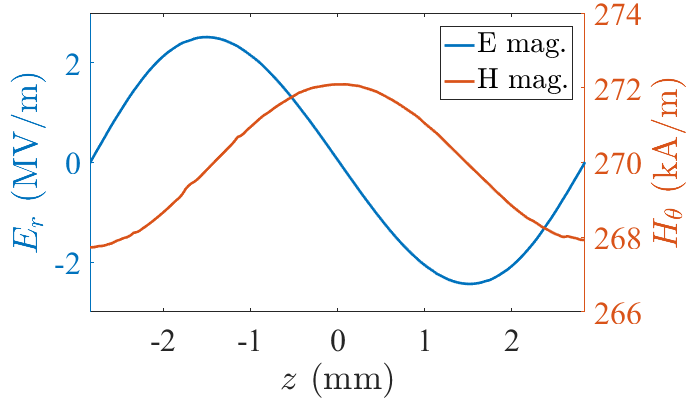 E_r (MV/m)
2
0
-2
E mag.
H mag.
274
272
270
268
266
H_θ (kA/m)
-2 -1 0 1 2
z (mm)